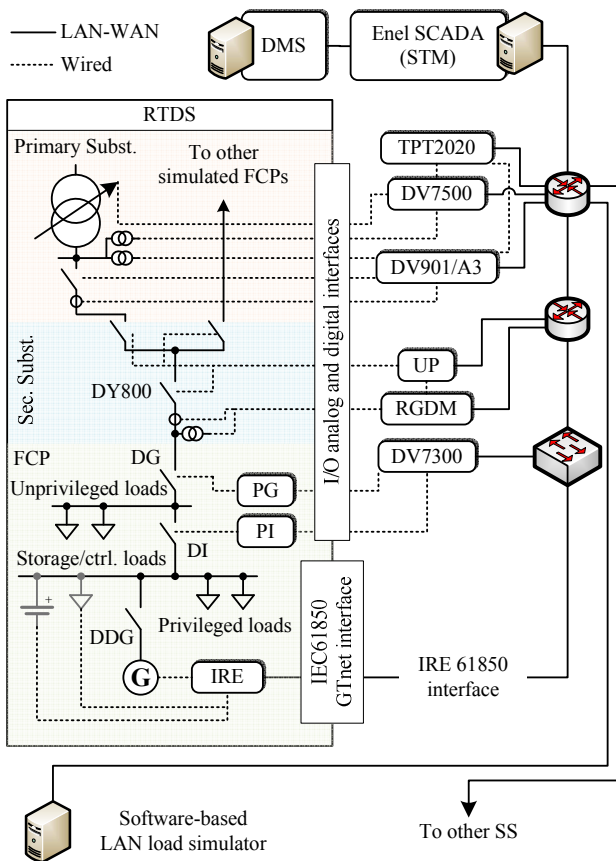 LAN-WAN
Wired
DMS
Enel SCADA
(STM)
RTDS
Primary Subst.
To other
simulated FCPs
TPT2020
DV7500
DV901/A3
I/O analog and digital interfaces
Sec. Subst.
DY800
UP
RGDM
FCP
DG
DV7300
Unprivileged loads
PG
PI
DI
Storage/ctrl. loads
+
Privileged loads
DDG
G
IRE
IEC61850
GTnet interface
IRE 61850
interface
Software-based
LAN load simulator
To other SS